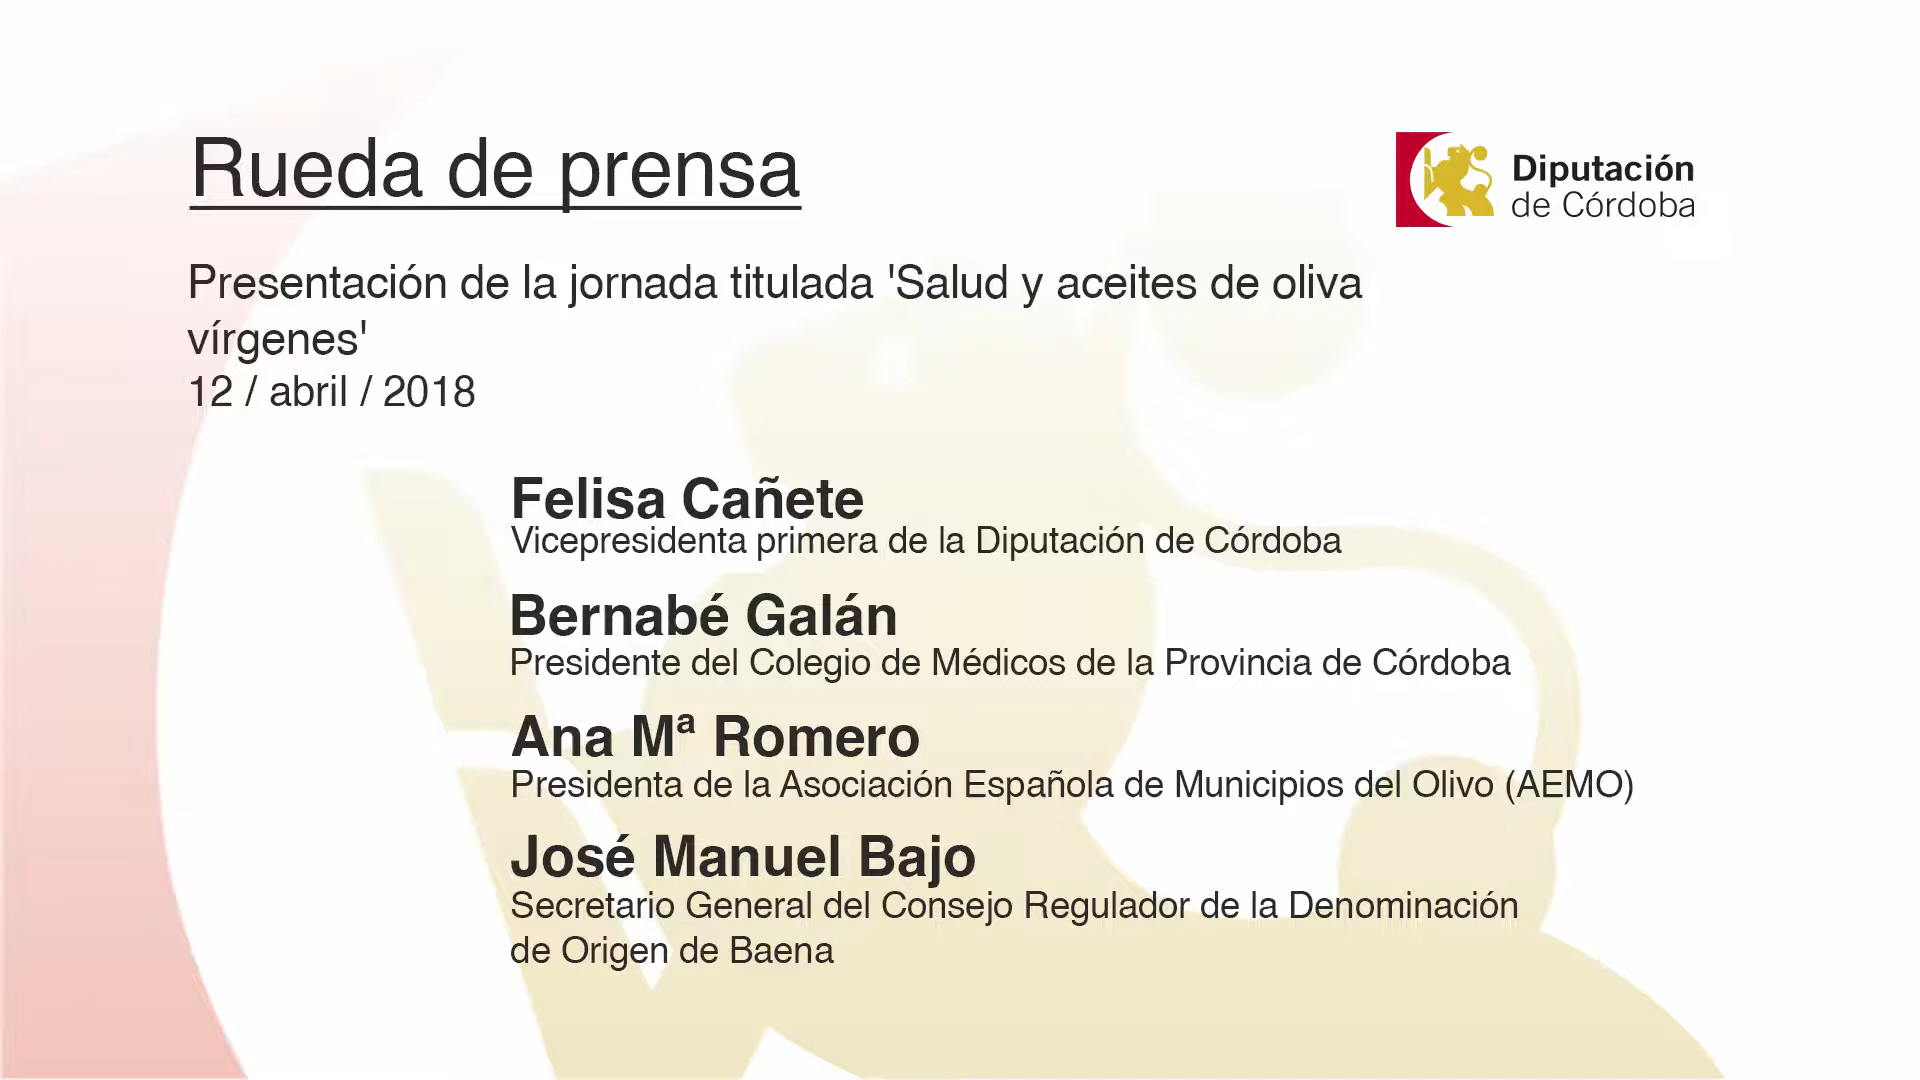 Rueda de prensa
Diputación
de Córdoba
Presentación de la jornada titulada 'Salud y aceites de oliva
vírgenes'
12 / abril / 2018
Felisa Cañete
Vicepresidenta primera de la Diputación de Córdoba
Bernabé Galán
Presidente del Colegio de Médicos de la Provincia de Córdoba
Ana Mª Romero
Presidenta de la Asociación Española de Municipios del Olivo (AEMO)
José Manuel Bajo
Secretario General del Consejo Regulador de la Denominación
de Origen de Baena